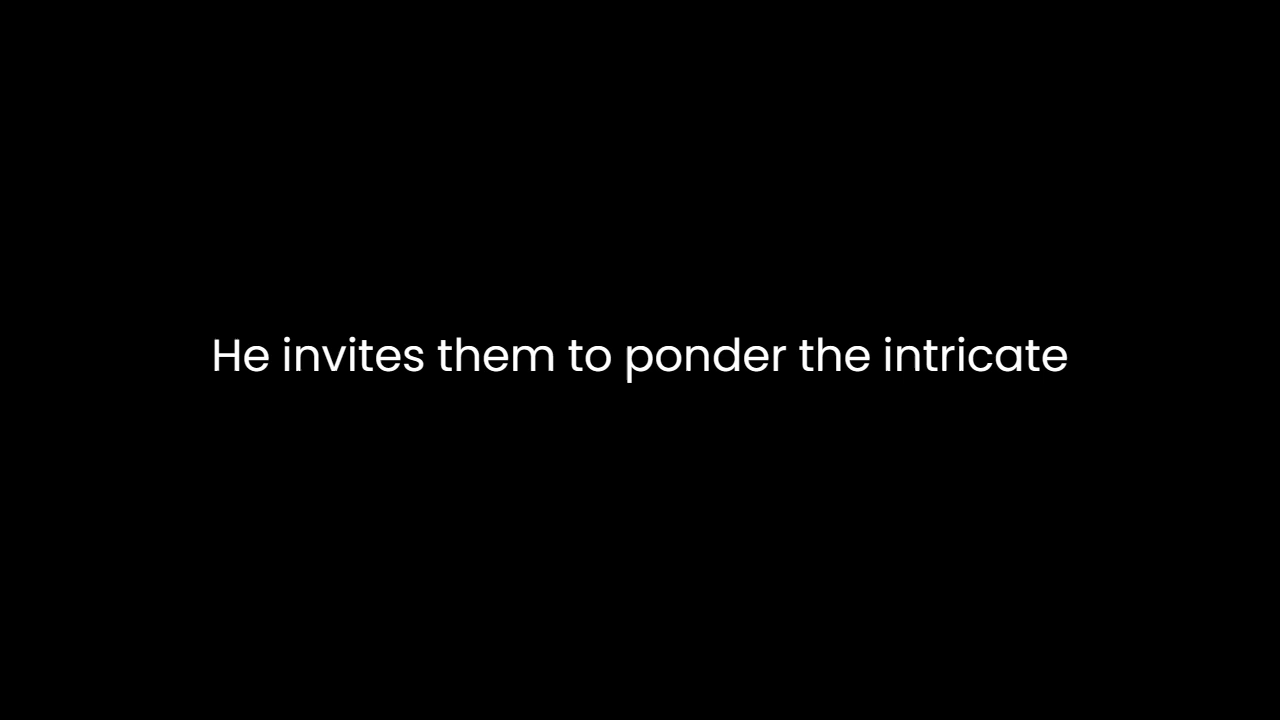 He invites them to ponder the intricate